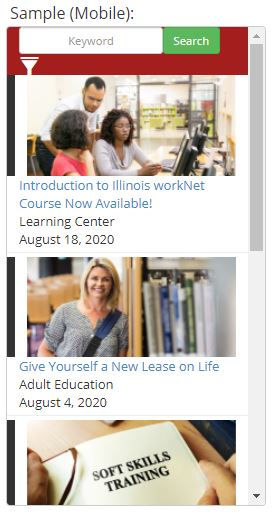 Sample (Mobile):
Keyword
Search
Introduction to Illinois workNet
Course Now Available!
Learning Center
August 18, 2020
Give Yourself a New Lease on Life
Adult Education
August 4, 2020
SOFT SKILLS
TRAINING